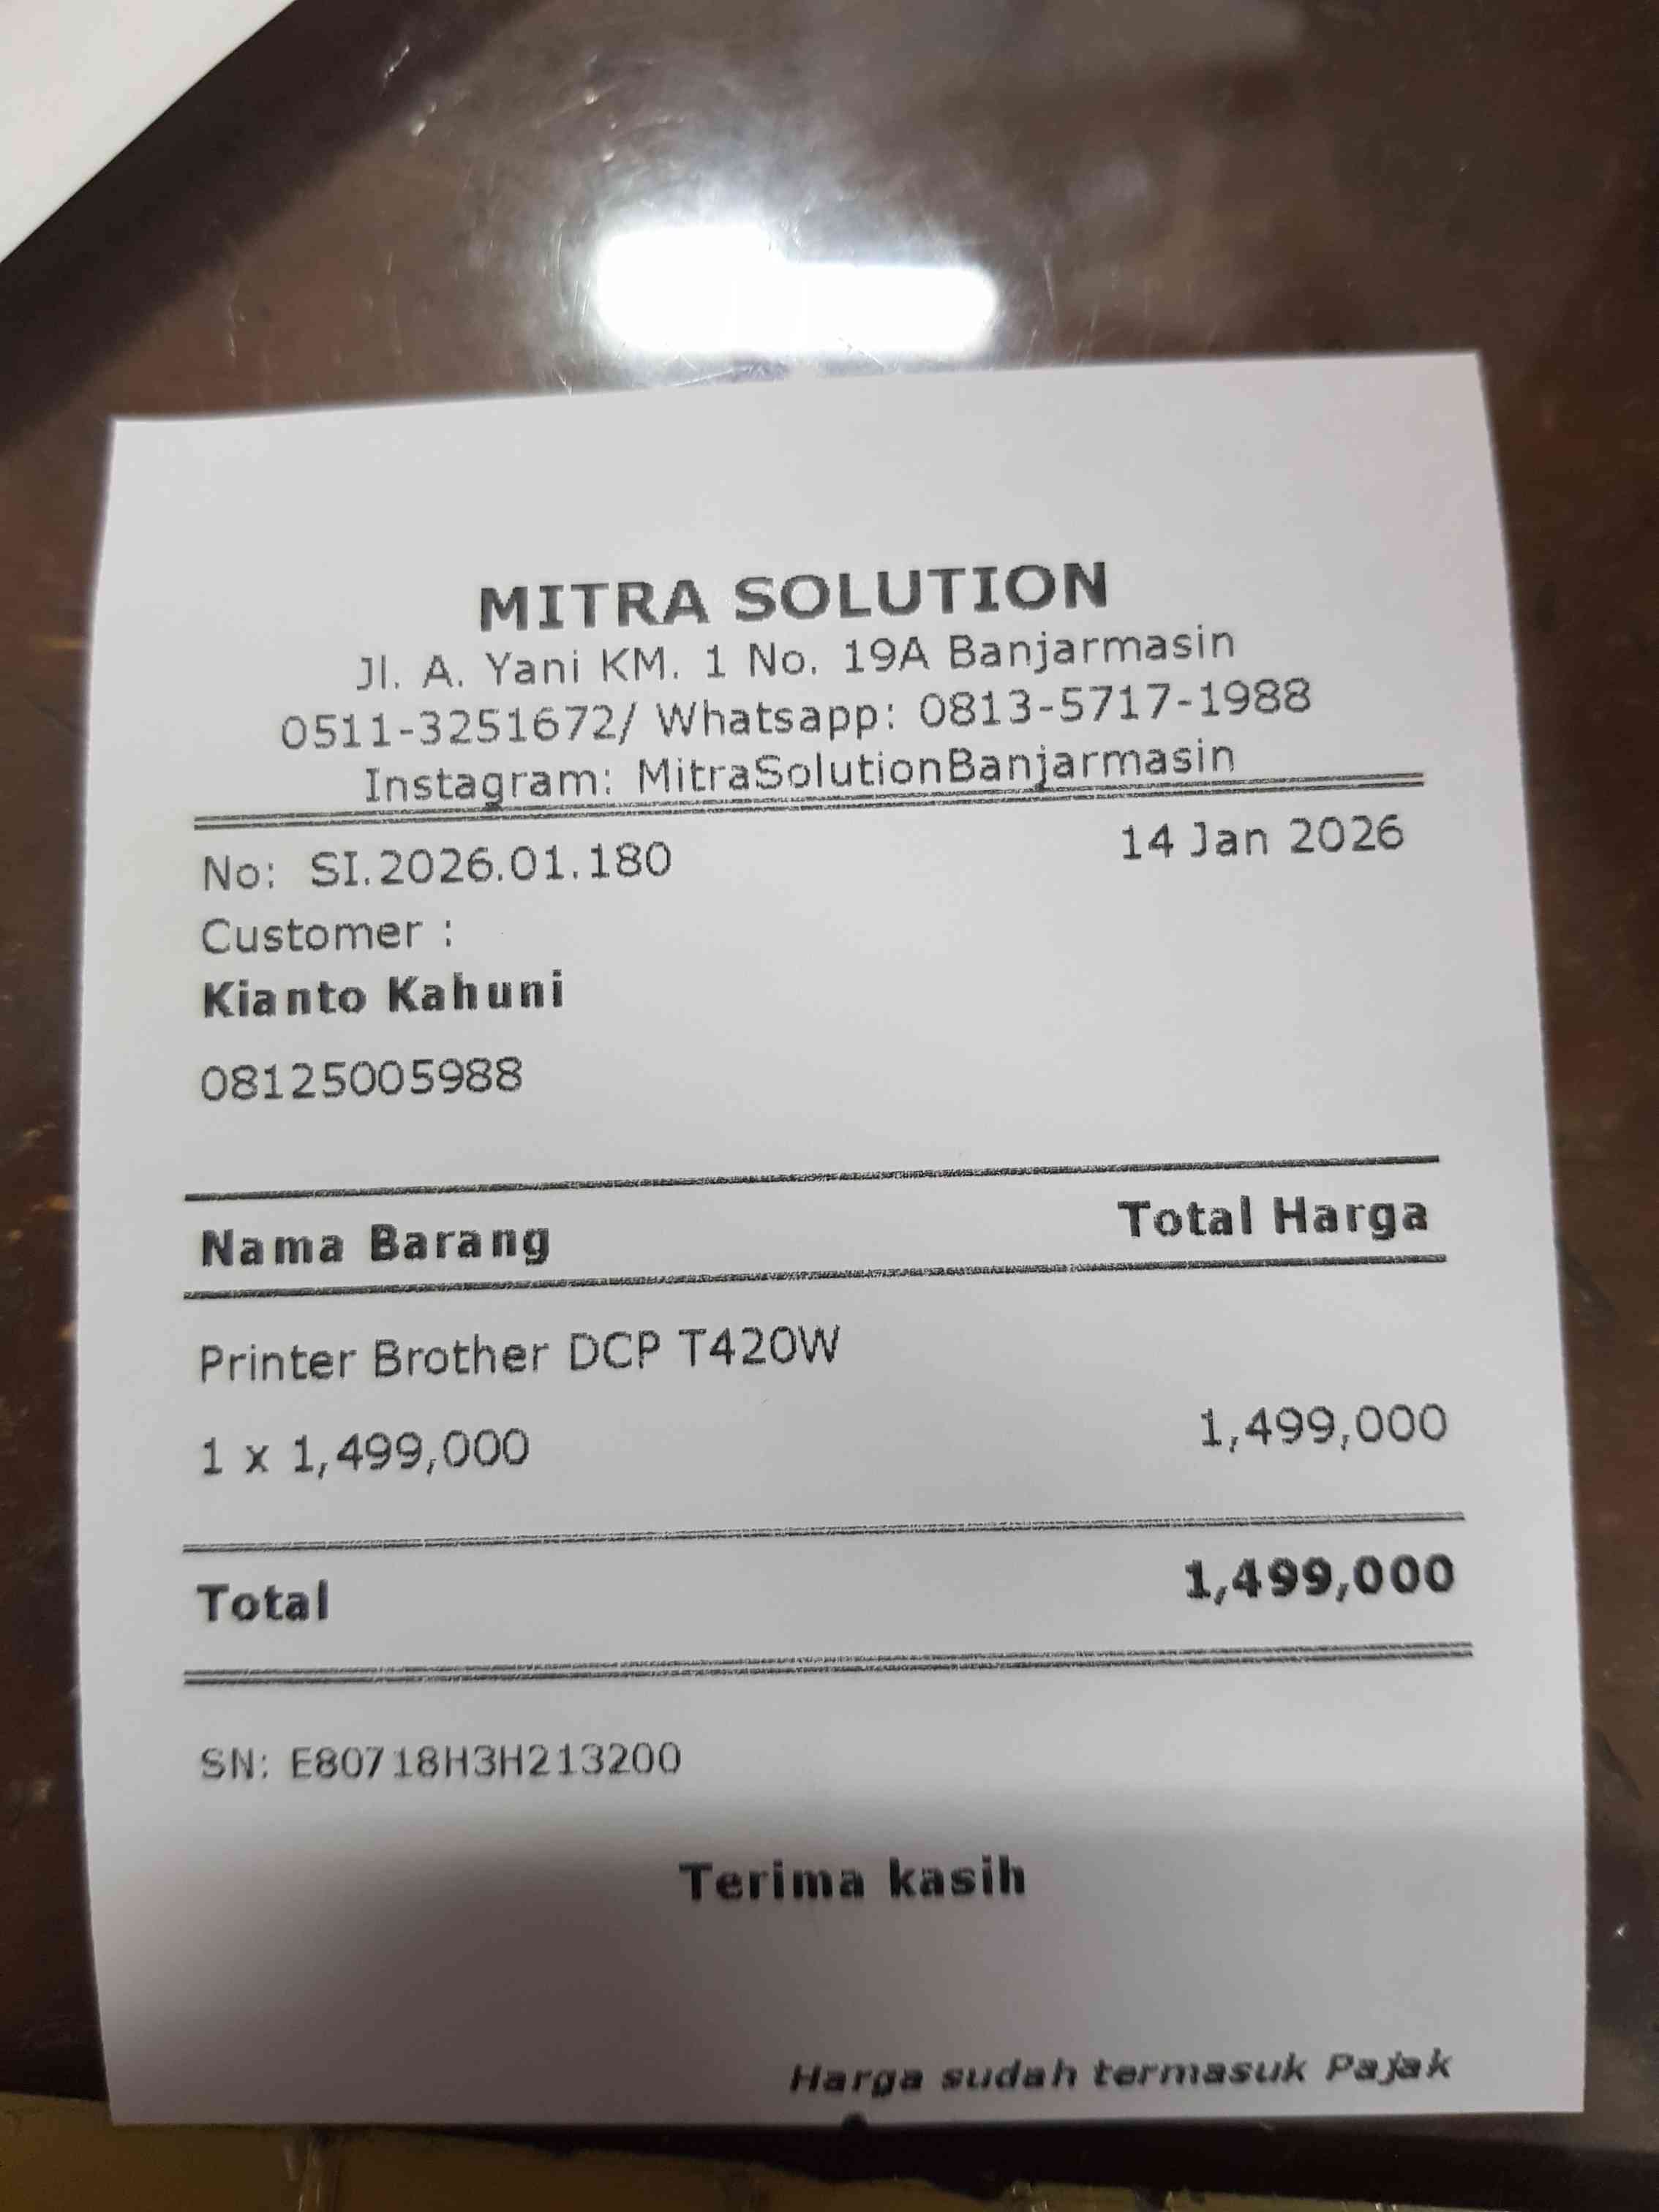 MITRA SOLUTION
Jl. A. Yani KM. 1 No. 19A Banjarmasin
0511-3251672/ Whatsapp: 0813-5717-1988
Instagram: MitraSolutionBanjarmasin
No: SI.2026.01.180 14 Jan 2026
Customer :
Kianto Kahuni
08125005988
Nama Barang Total Harga
Printer Brother DCP T420W
1 x 1,499,000 1,499,000
Total 1,499,000
SN: E80718H3H213200
Terima kasih
Harga sudah termasuk Pajak